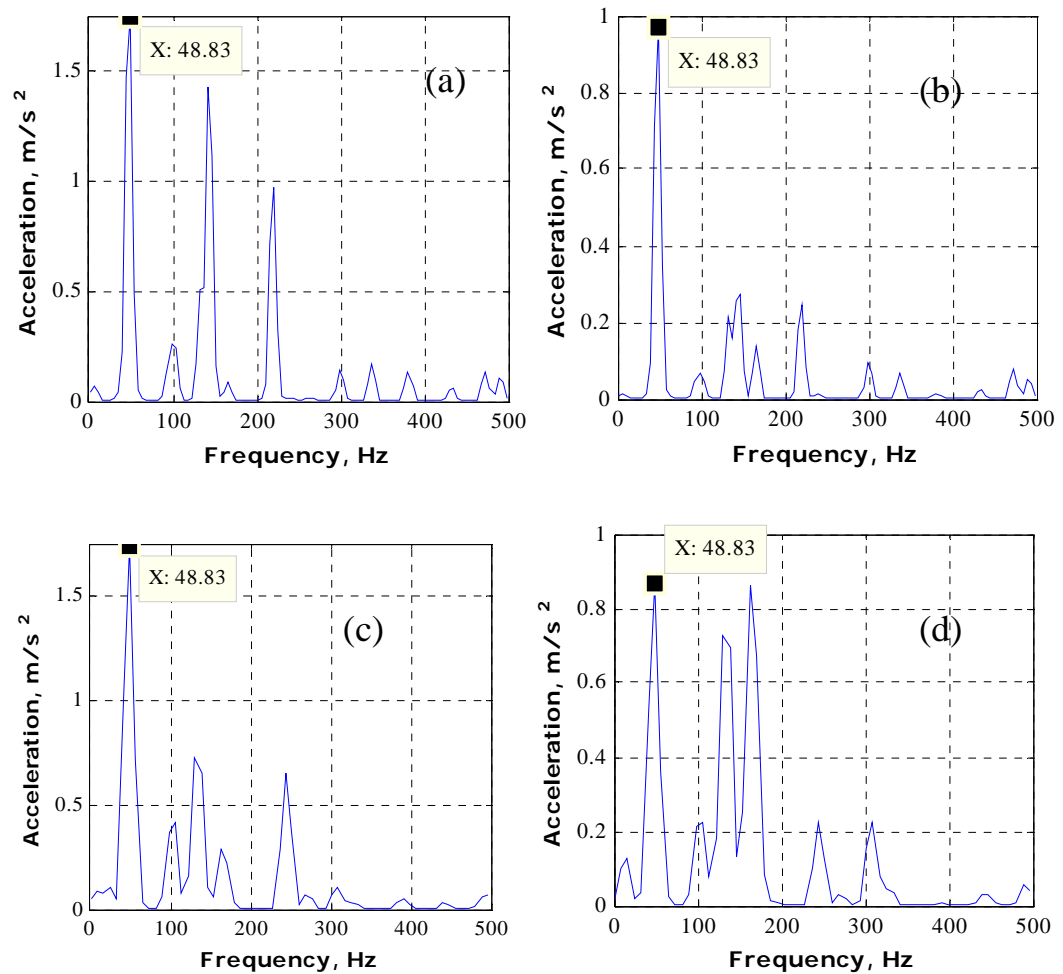 1.5
1
0.5
0
0
100
200
300
400
500
Acceleration, m/s 2
Frequency, Hz
X: 48.83
(a)
1
0.8
0.6
0.4
0.2
0
0
100
200
300
400
500
Acceleration, m/s 2
Frequency, Hz
X: 48.83
(b)
1.5
1
0.5
0
0
100
200
300
400
500
Acceleration, m/s 2
Frequency, Hz
X: 48.83
(c)
1
0.8
0.6
0.4
0.2
0
0
100
200
300
400
500
Acceleration, m/s 2
Frequency, Hz
X: 48.83
(d)